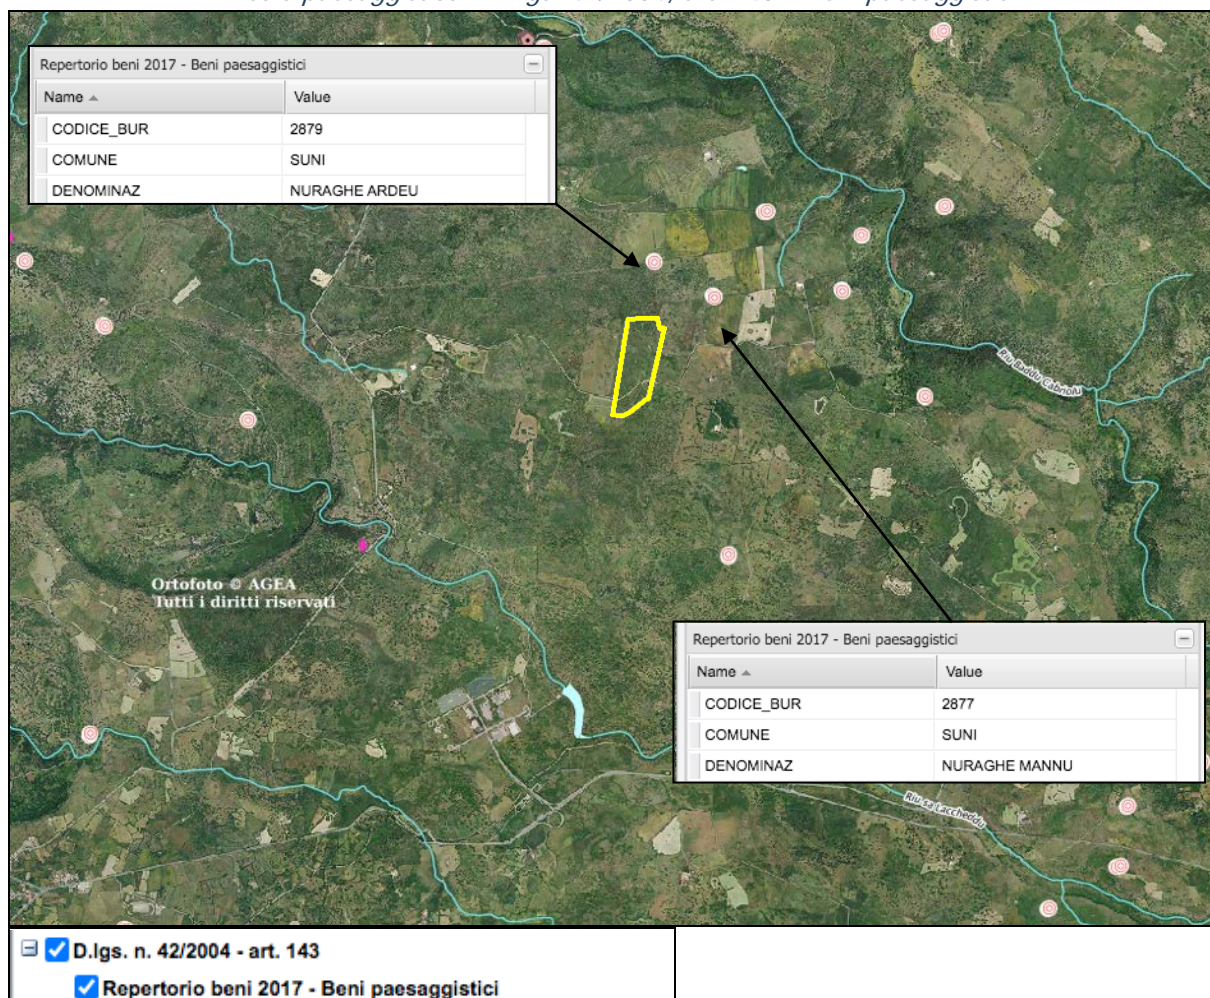 Repertorio beni 2017 - Beni paesaggistici
Name Value
CODICE_BUR 2879
COMUNE SUNI
DENOMINAZ NURAGHE ARDEU
Riu Baddu Cabriolu
Ortofoto © AGEA
Tutti i diritti riservati
Repertorio beni 2017 - Beni paesaggistici
Name Value
CODICE_BUR 2877
COMUNE SUNI
DENOMINAZ NURAGHE MANNU
Riu sa Laccheddu
D.lgs. n. 42/2004 - art. 143
Repertorio beni 2017 - Beni paesaggistici